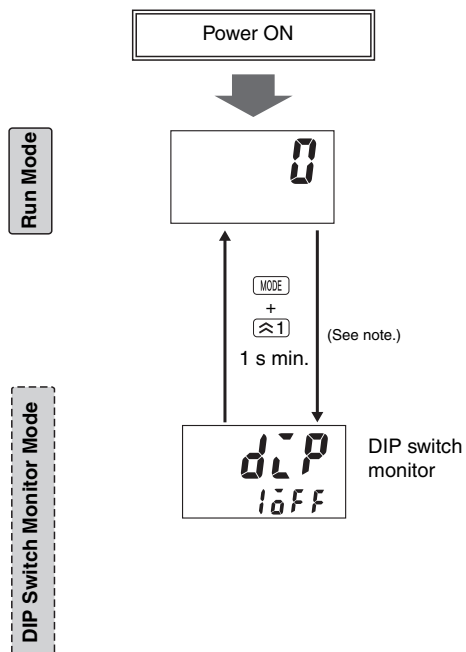 Power ON
Run Mode
0
MODE
+
1
1 s min.
(See note.)
DIP Switch Monitor Mode
diP
1oFF
DIP switch
monitor